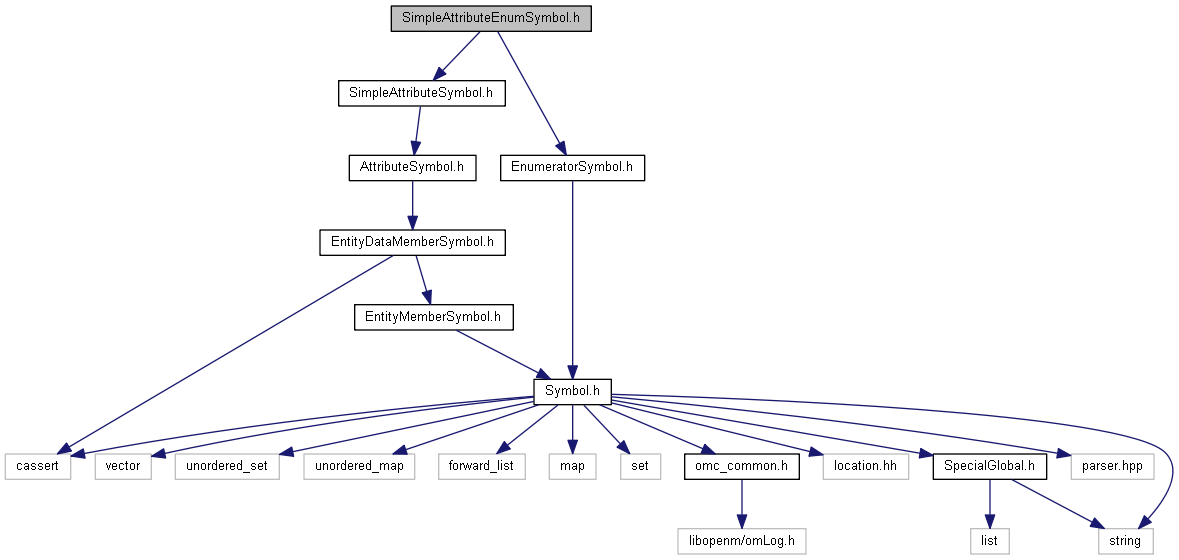 SimpleAttributeEnumSymbol.h
SimpleAttributeSymbol.h
AttributeSymbol.h
EnumeratorSymbol.h
EntityDataMemberSymbol.h
EntityMemberSymbol.h
Symbol.h
cassert
vector
unordered_set
unordered_map
forward_list
map
set
omc_common.h
location.hh
SpecialGlobal.h
parser.hpp
libopenm/omLog.h
list
string